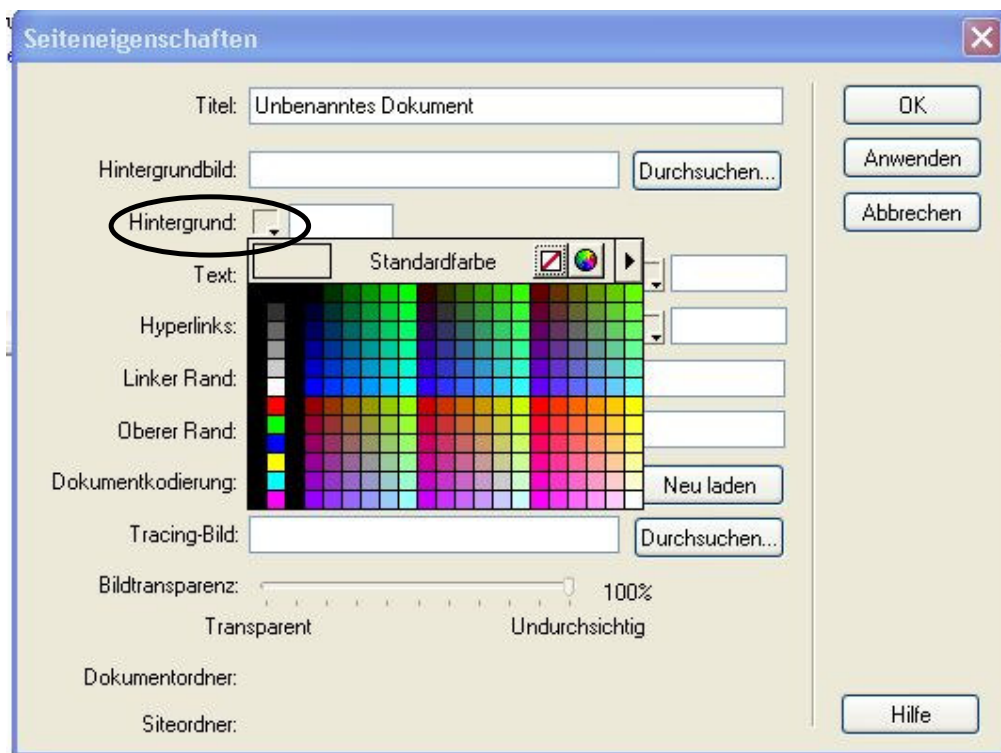 Seiteneigenschaften
Titel: Unbenanntes Dokument OK
Hintergrundbild: Durchsuchen... Anwenden
Hintergrund: Abbrechen
Standardfarbe
Text:
Hyperlinks:
Linker Rand:
Oberer Rand:
Dokumentkodierung: Neu laden
Tracing-Bild: Durchsuchen...
Bildtransparenz: 100%
Transparent Undurchsichtig
Dokumentordner:
Siteordner: Hilfe